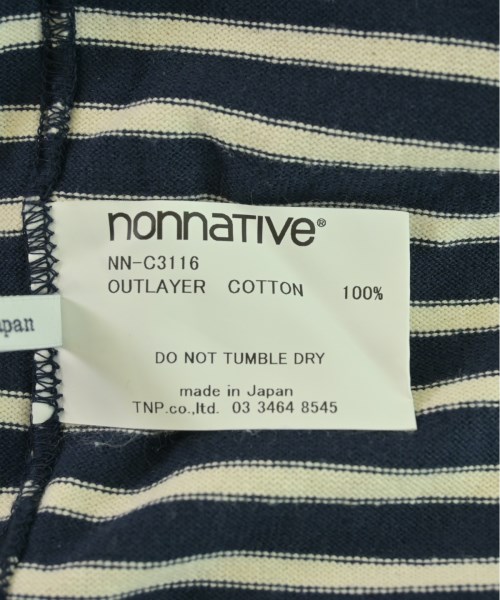 nonnative®
NN-C3116
OUTLAYER COTTON 100%
DO NOT TUMBLE DRY
made in Japan
TNP.co.,ltd. 03 3464 8545